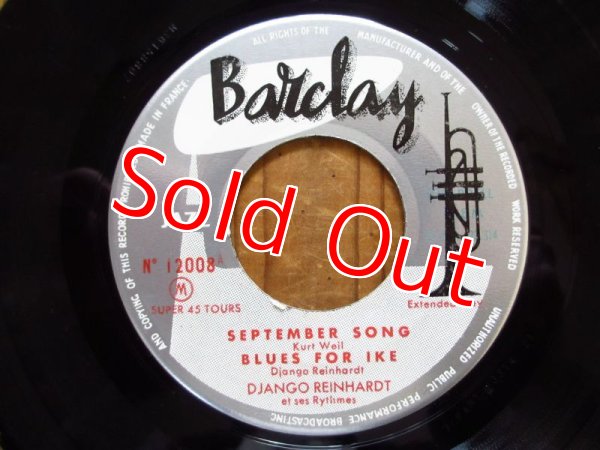 Barclay
Sold Out
Nº 12008 A
M
SUPER 45 TOURS
Extended
SEPTEMBER SONG
Kurt Weil
BLUES FOR IKE
Django Reinhardt
DJANGO REINHARDT
et ses Rythmes
MADE IN FRANCE
ALL RIGHTS OF THE MANUFACTURER AND OF THE OWNER OF THE RECORDED WORK RESERVED
UNAUTHORIZED PUBLIC PERFORMANCE BROADCASTING AND COPYING OF THIS RECORD